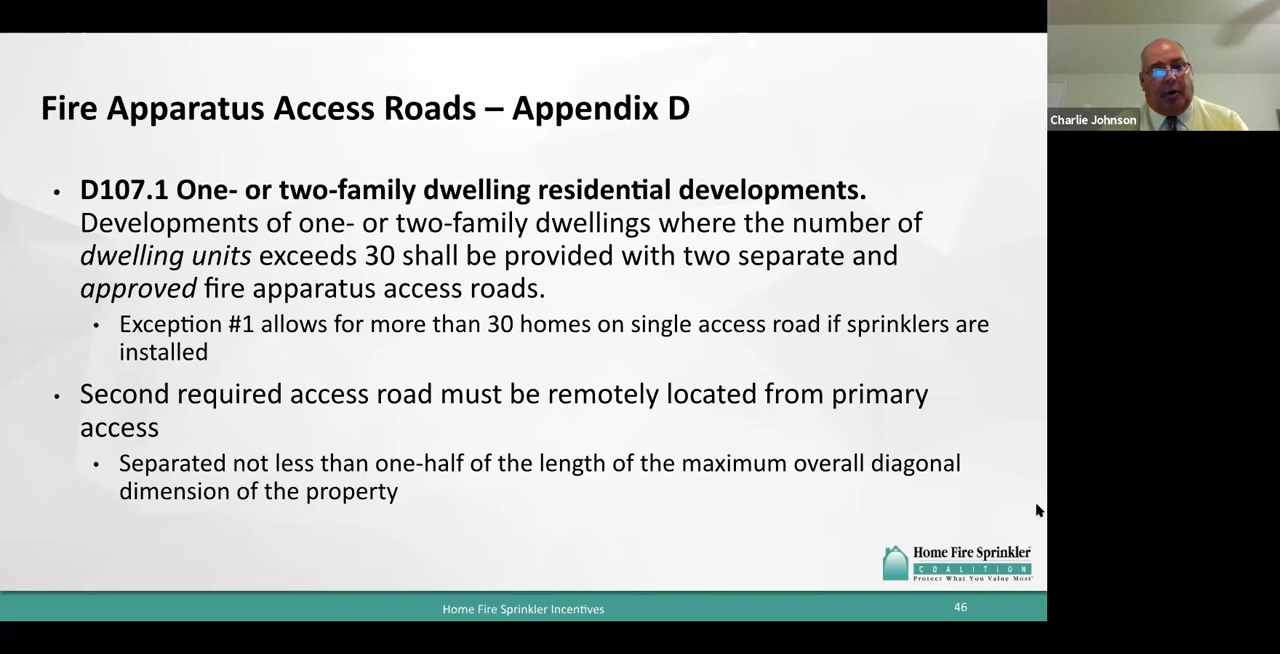 Fire Apparatus Access Roads – Appendix D
• D107.1 One- or two-family dwelling residential developments.
Developments of one- or two-family dwellings where the number of
dwelling units exceeds 30 shall be provided with two separate and
approved fire apparatus access roads.
• Exception #1 allows for more than 30 homes on single access road if sprinklers are
installed
• Second required access road must be remotely located from primary
access
• Separated not less than one-half of the length of the maximum overall diagonal
dimension of the property
Home Fire Sprinkler
COALITION
Protect What You Value Most
Home Fire Sprinkler Incentives
46
Charlie Johnson